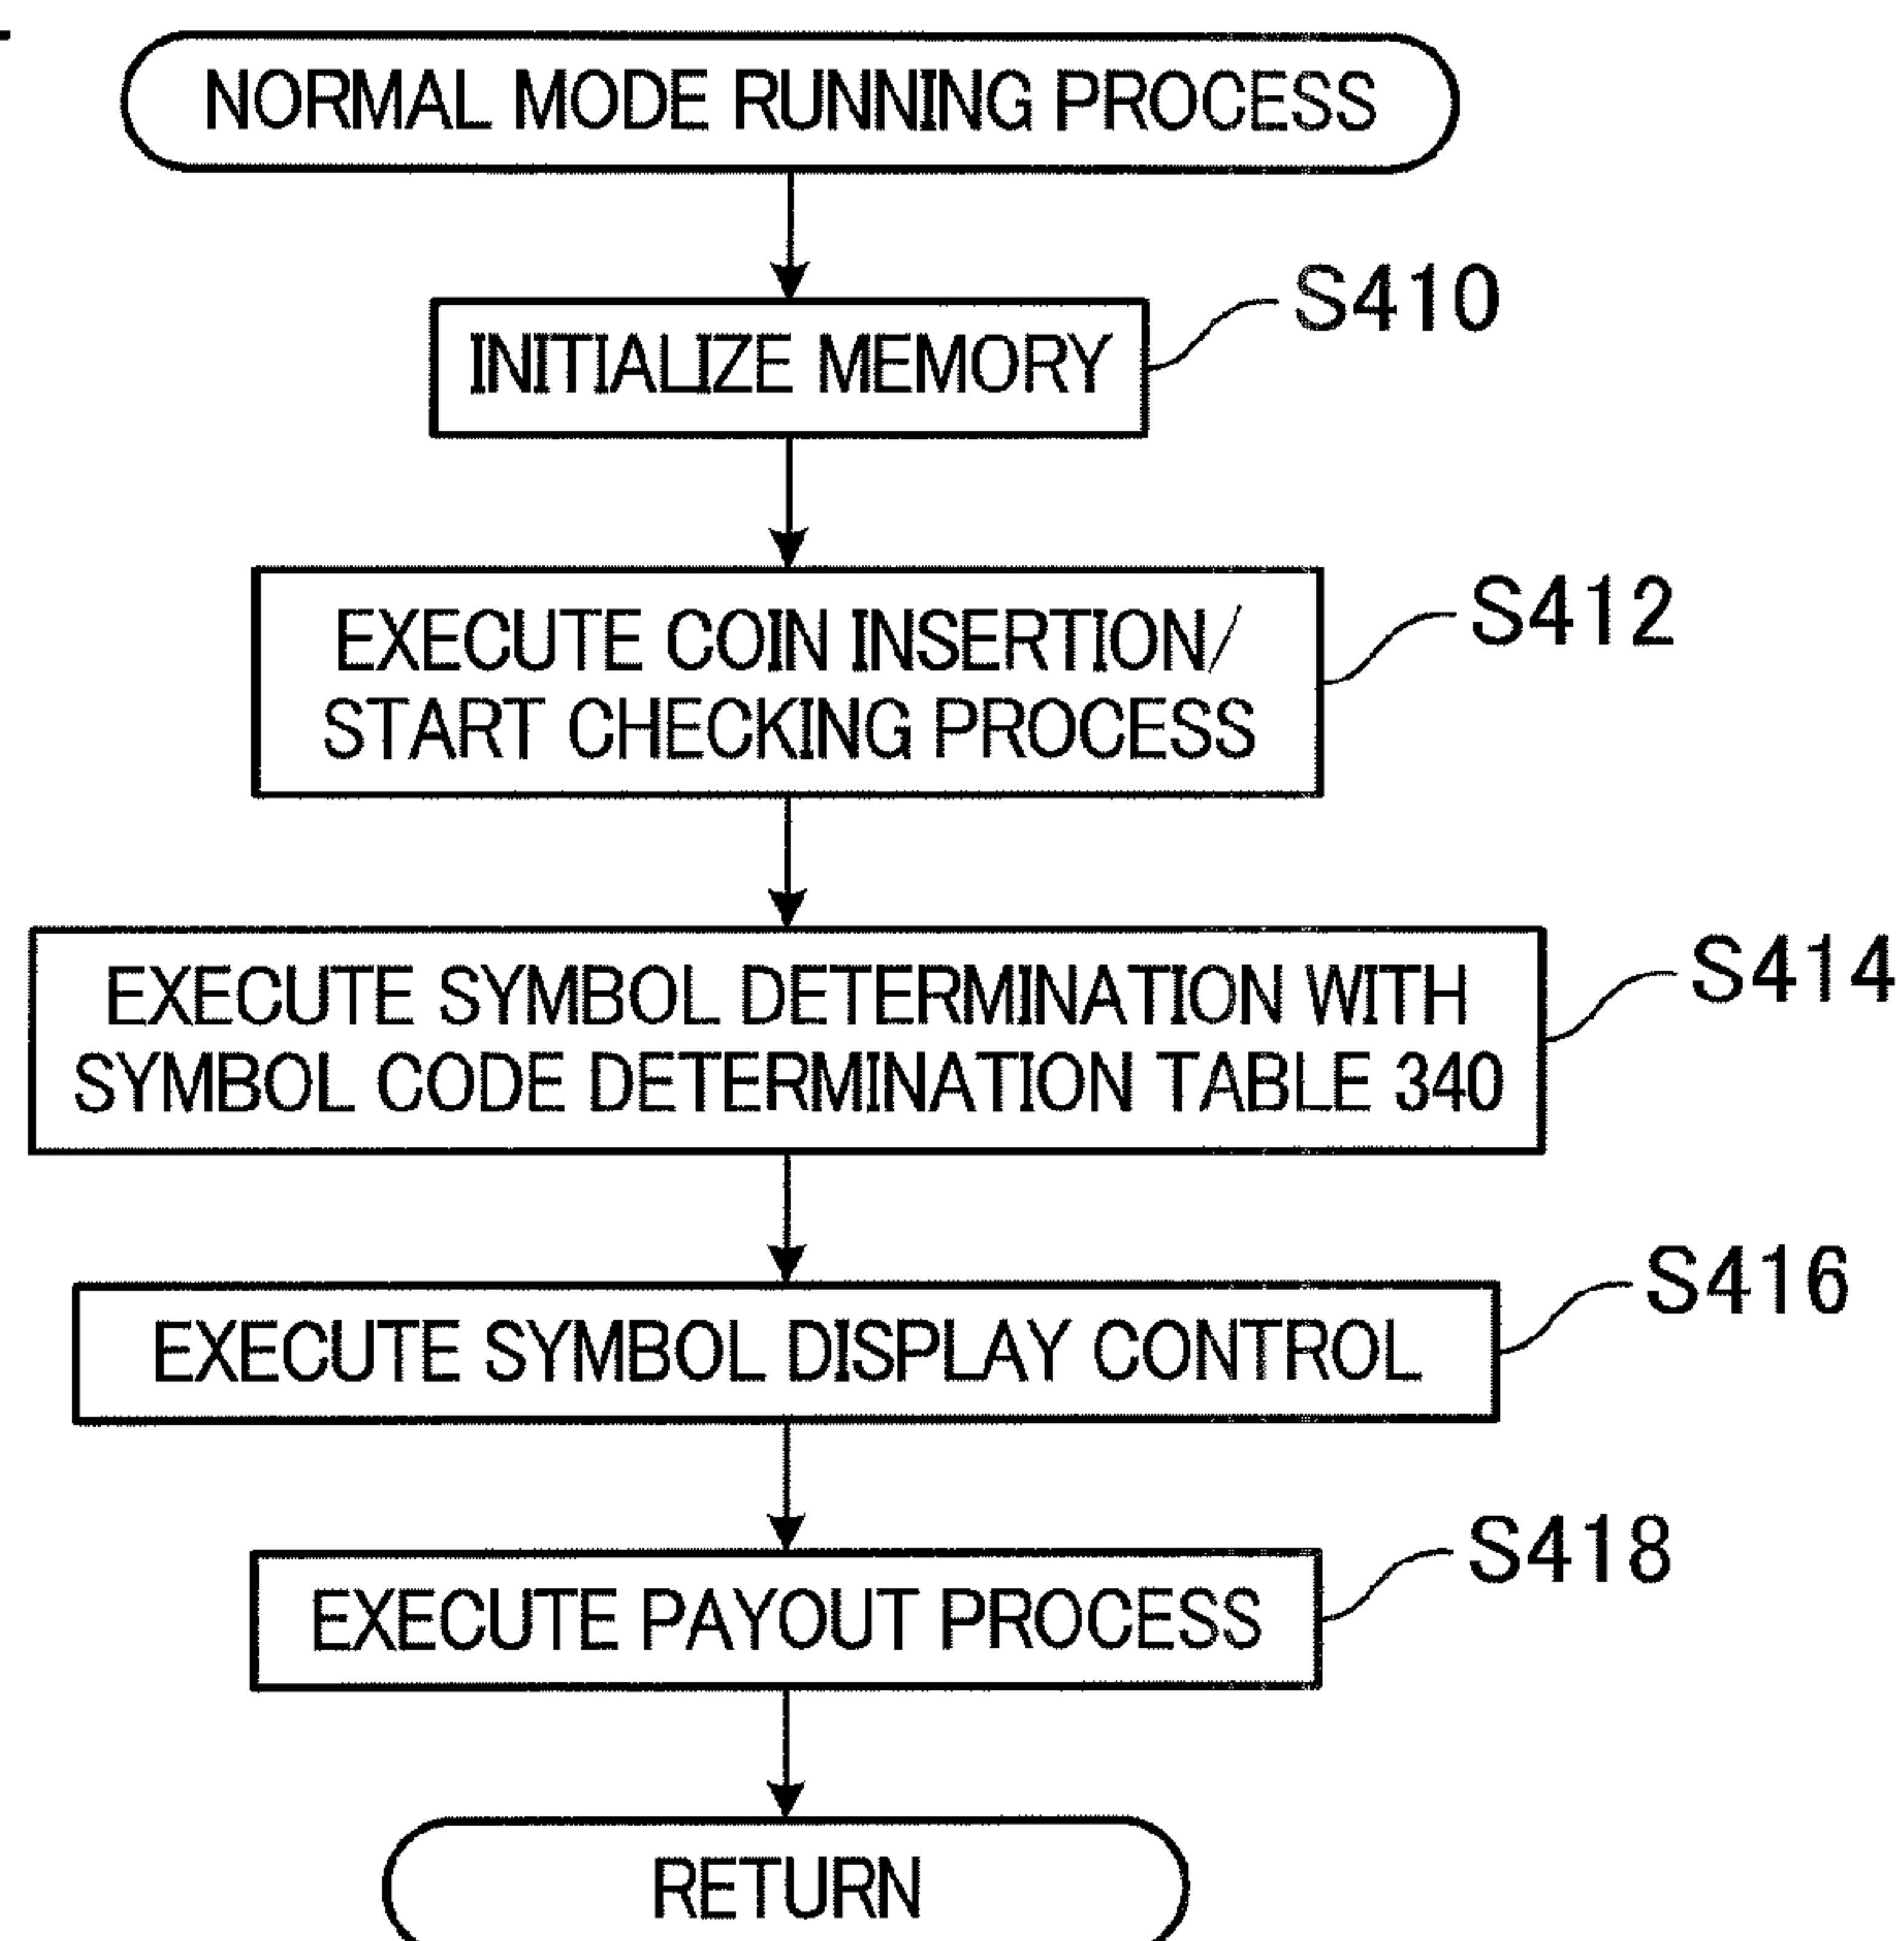 NORMAL MODE RUNNING PROCESS
S410
INITIALIZE MEMORY
S412
EXECUTE COIN INSERTION/
START CHECKING PROCESS
S414
EXECUTE SYMBOL DETERMINATION WITH
SYMBOL CODE DETERMINATION TABLE 340
S416
EXECUTE SYMBOL DISPLAY CONTROL
S418
EXECUTE PAYOUT PROCESS
RETURN